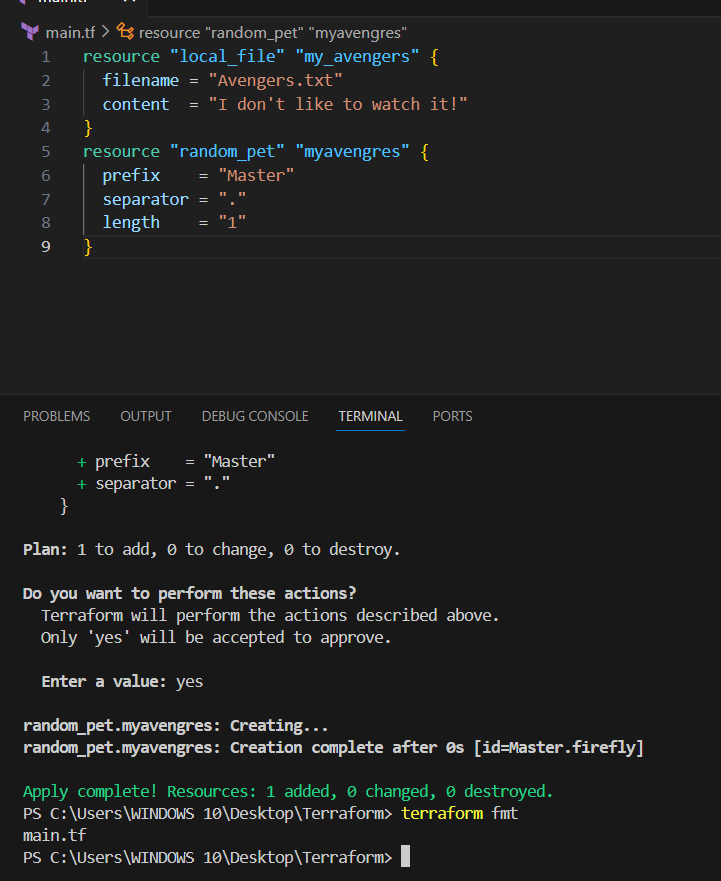 main.tf > resource "random_pet" "myavengres"
1 resource "local_file" "my_avengers" {
2 filename = "Avengers.txt"
3 content  = "I don't like to watch it!"
4 }
5 resource "random_pet" "myavengres" {
6 prefix    = "Master"
7 separator = "."
8 length    = "1"
9 }
PROBLEMS OUTPUT DEBUG CONSOLE TERMINAL PORTS
+ prefix    = "Master"
+ separator = "."
}
Plan: 1 to add, 0 to change, 0 to destroy.
Do you want to perform these actions?
Terraform will perform the actions described above.
Only 'yes' will be accepted to approve.
Enter a value: yes
random_pet.myavengres: Creating...
random_pet.myavengres: Creation complete after 0s [id=Master.firefly]
Apply complete! Resources: 1 added, 0 changed, 0 destroyed.
PS C:\Users\WINDOWS 10\Desktop\Terraform> terraform fmt
main.tf
PS C:\Users\WINDOWS 10\Desktop\Terraform>